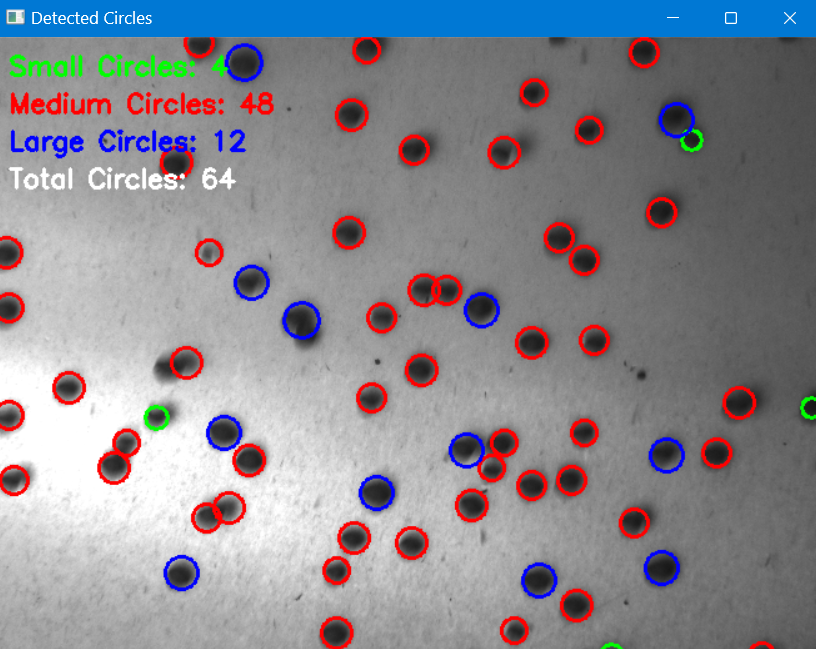 Detected Circles
Small Circles: 4
Medium Circles: 48
Large Circles: 12
Total Circles: 64